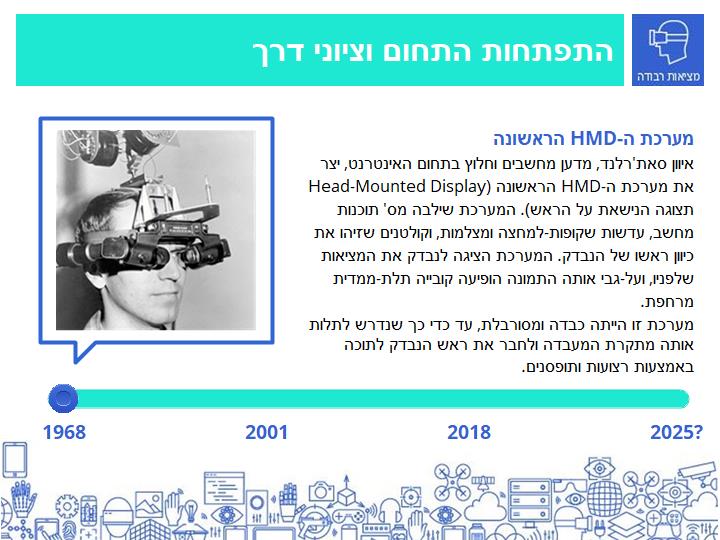 התפתחות התחום וציוני דרך
מציאות רבודה
מערכת ה-HMD הראשונה
איוון סאת'רלנד, מדען מחשבים וחלוץ בתחום האינטרנט, יצר
את מערכת ה-HMD הראשונה (Head-Mounted Display
תצוגה הנישאת על הראש). המערכת שילבה מס' תוכנות
מחשב, עדשות שקופות-למחצה ומצלמות, וקולטנים שזיהו את
כיוון ראשו של הנבדק. המערכת הציגה לנבדק את המציאות
שלפניו, ועל-גבי אותה התמונה הופיעה קובייה תלת-ממדית
מרחפת.
מערכת זו הייתה כבדה ומסורבלת, עד כדי כך שנדרש לתלות
אותה מתקרת המעבדה ולחבר את ראש הנבדק לתוכה
באמצעות רצועות ותופסנים.
1968 2001 2018 2025?